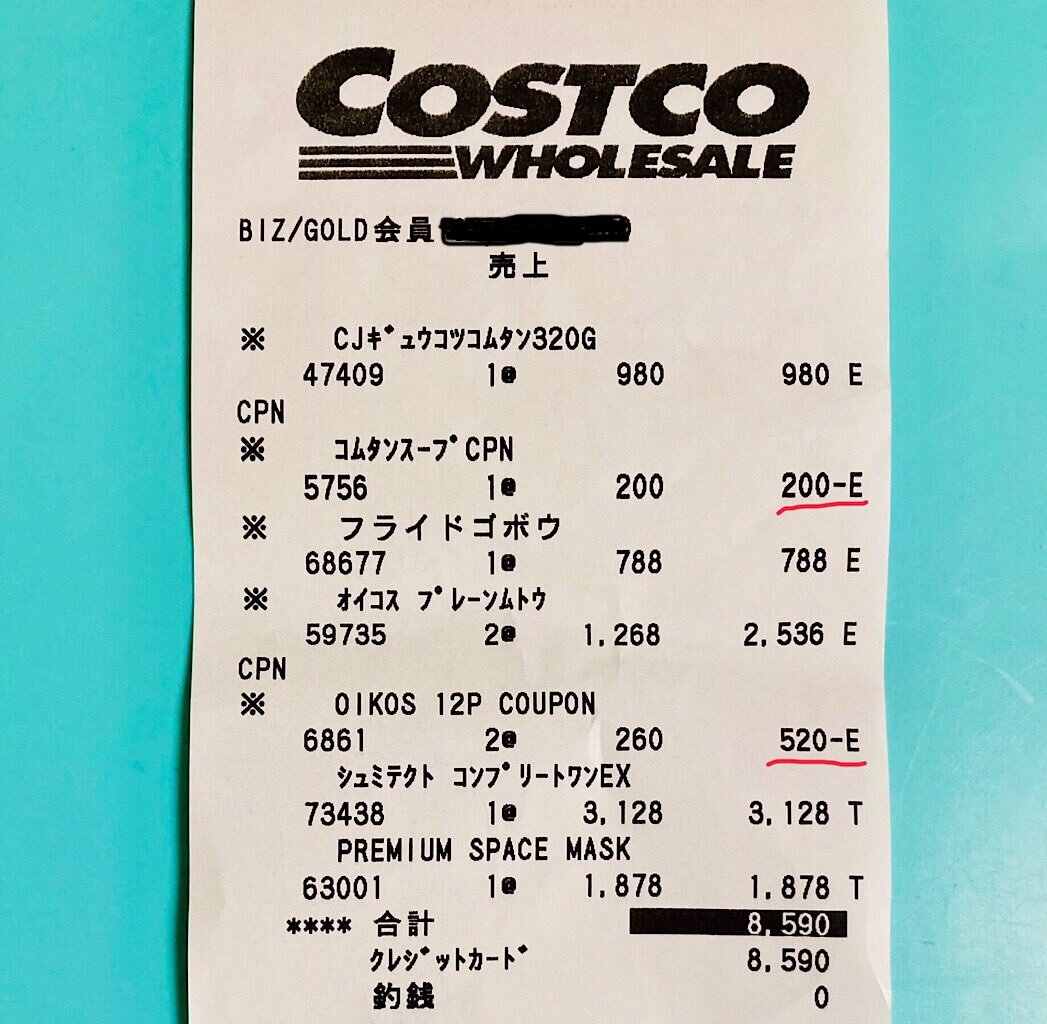 COSTCO
WHOLESALE
BIZ/GOLD会員
売上
※ CJギュウコツコムタン320G
47409 1@ 980 980 E
CPN
※ コムタンスープCPN
5756 1@ 200 200-E
※ フライドゴボウ
68677 1@ 788 788 E
※ オイコス プレーンムトウ
59735 2@ 1,268 2,536 E
CPN
※ OIKOS 12P COUPON
6861 2@ 260 520-E
シュミテクト コンプリートワンEX
73438 1@ 3,128 3,128 T
PREMIUM SPACE MASK
63001 1@ 1,878 1,878 T
**** 合計 8,590
クレジットカード 8,590
釣銭 0